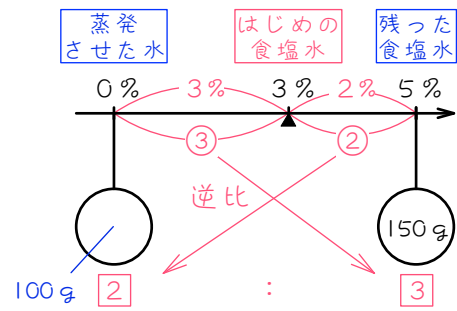 蒸発
させた水
はじめの
食塩水
残った
食塩水
0% 3% 3% 2% 5%
③ ②
逆比
150g
100g
2 : 3